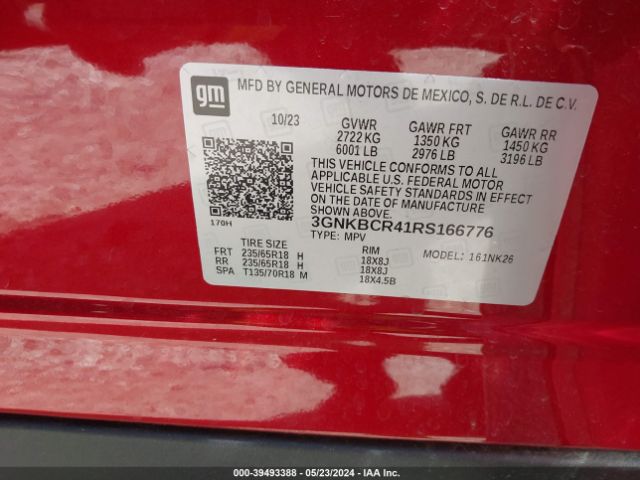 gm
MFD BY GENERAL MOTORS DE MEXICO, S. DE R.L. DE C.V.
10/23 GVWR GAWR FRT GAWR RR
2722 KG 1350 KG 1450 KG
6001 LB 2976 LB 3196 LB
THIS VEHICLE CONFORMS TO ALL
APPLICABLE U.S. FEDERAL MOTOR
VEHICLE SAFETY STANDARDS IN EFFECT
ON THE DATE OF MANUFACTURE
SHOWN ABOVE.
3GNKBCR41RS166776
170H
TYPE: MPV MODEL: 161NK26
TIRE SIZE RIM
FRT 235/65R18 H 18X8J
RR 235/65R18 H 18X8J
SPA T135/70R18 M 18X4.5B
000-39493388 - 05/23/2024 - IAAI.COM